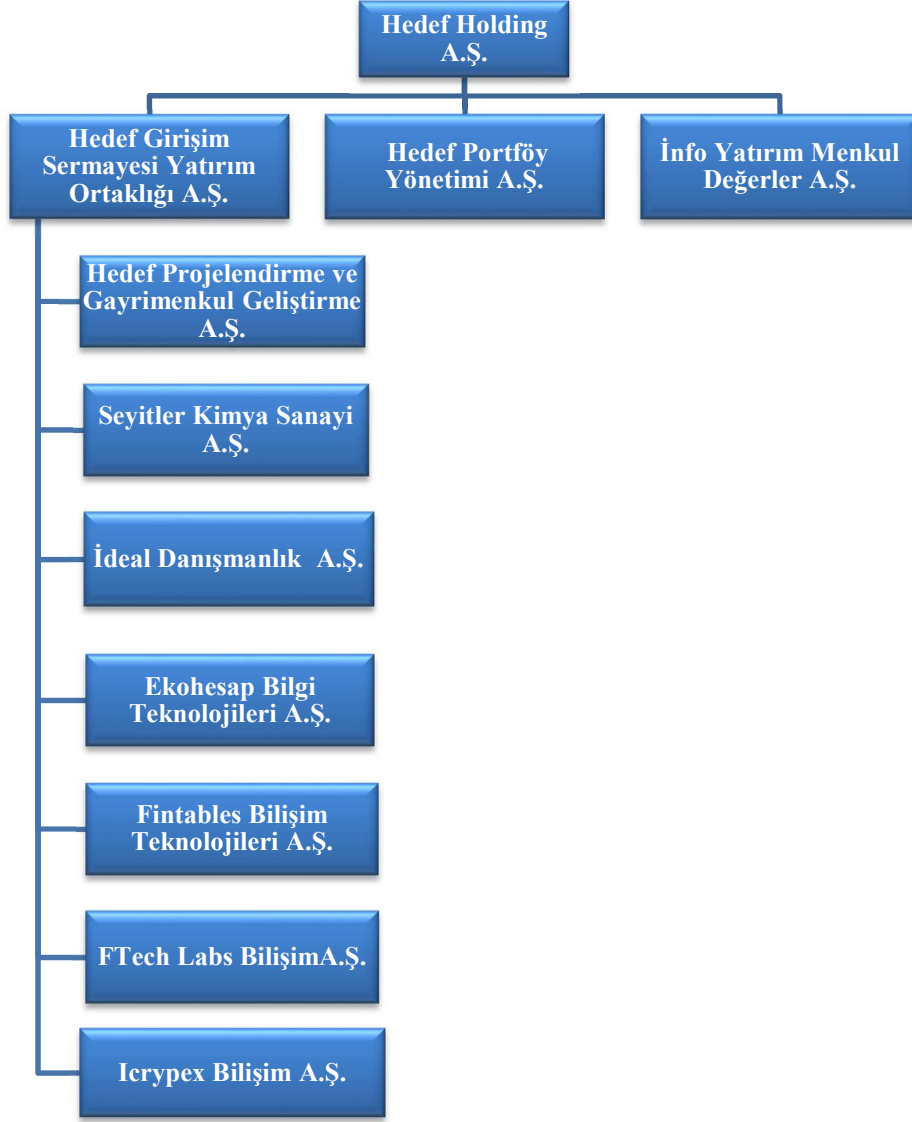 Hedef Holding
A.Ş.
Hedef Girişim
Sermayesi Yatırım
Ortaklığı A.Ş.
Hedef Portföy
Yönetimi A.Ş.
İnfo Yatırım Menkul
Değerler A.Ş.
Hedef Projelendirme ve
Gayrimenkul Geliştirme
A.Ş.
Seyitler Kimya Sanayi
A.Ş.
İdeal Danışmanlık  A.Ş.
Ekohesap Bilgi
Teknolojileri A.Ş.
Fintables Bilişim
Teknolojileri A.Ş.
FTech Labs BilişimA.Ş.
Icrypex Bilişim A.Ş.